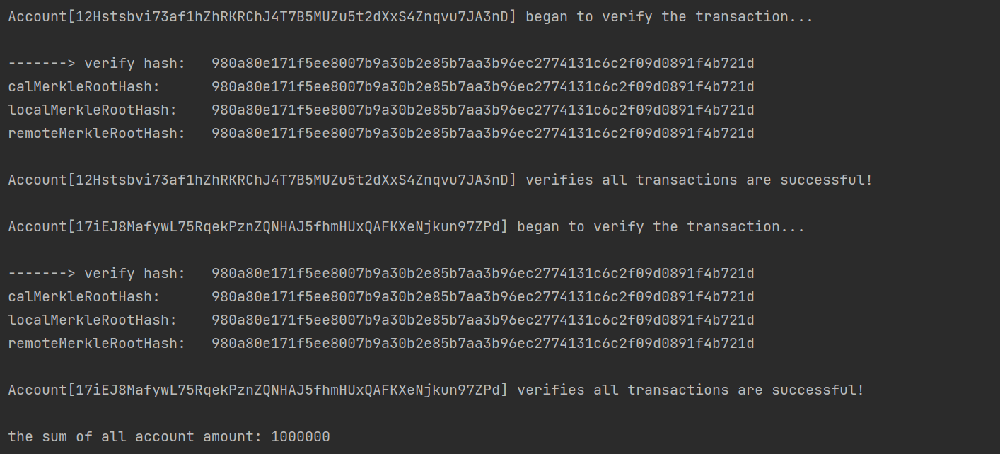 Account[12Hstsbvi73af1hZhRKRChJ4T7B5MUZu5t2dXxS4Znqvu7JA3nD] began to verify the transaction...
-------> verify hash:   980a80e171f5ee8007b9a30b2e85b7aa3b96ec2774131c6c2f09d0891f4b721d
calMerkleRootHash:      980a80e171f5ee8007b9a30b2e85b7aa3b96ec2774131c6c2f09d0891f4b721d
localMerkleRootHash:    980a80e171f5ee8007b9a30b2e85b7aa3b96ec2774131c6c2f09d0891f4b721d
remoteMerkleRootHash:   980a80e171f5ee8007b9a30b2e85b7aa3b96ec2774131c6c2f09d0891f4b721d
Account[12Hstsbvi73af1hZhRKRChJ4T7B5MUZu5t2dXxS4Znqvu7JA3nD] verifies all transactions are successful!
Account[17iEJ8MafywL75RqekPznZQNHAJ5fhmHUxQAFKXeNjkun97ZPd] began to verify the transaction...
-------> verify hash:   980a80e171f5ee8007b9a30b2e85b7aa3b96ec2774131c6c2f09d0891f4b721d
calMerkleRootHash:      980a80e171f5ee8007b9a30b2e85b7aa3b96ec2774131c6c2f09d0891f4b721d
localMerkleRootHash:    980a80e171f5ee8007b9a30b2e85b7aa3b96ec2774131c6c2f09d0891f4b721d
remoteMerkleRootHash:   980a80e171f5ee8007b9a30b2e85b7aa3b96ec2774131c6c2f09d0891f4b721d
Account[17iEJ8MafywL75RqekPznZQNHAJ5fhmHUxQAFKXeNjkun97ZPd] verifies all transactions are successful!
the sum of all account amount: 1000000